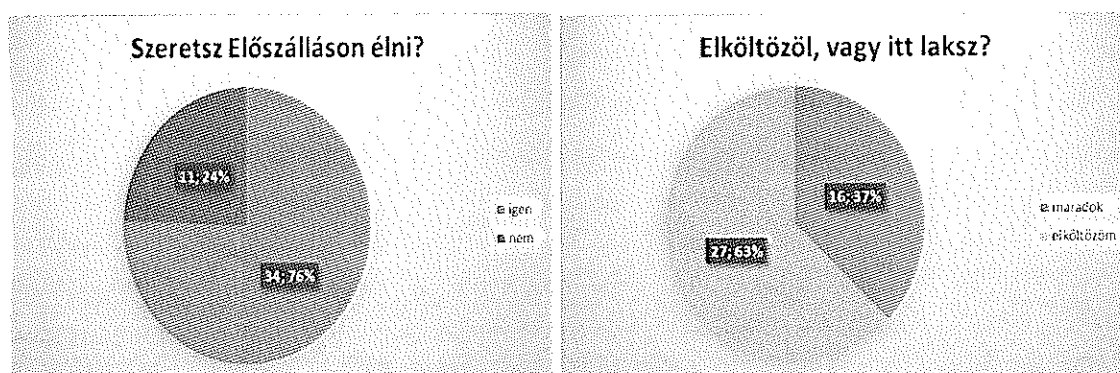 Szeretsz Előszálláson élni?
11; 24%
34; 76%
igen
nem
Elköltözöl, vagy itt laksz?
16; 37%
27; 63%
maradok
elköltözöm